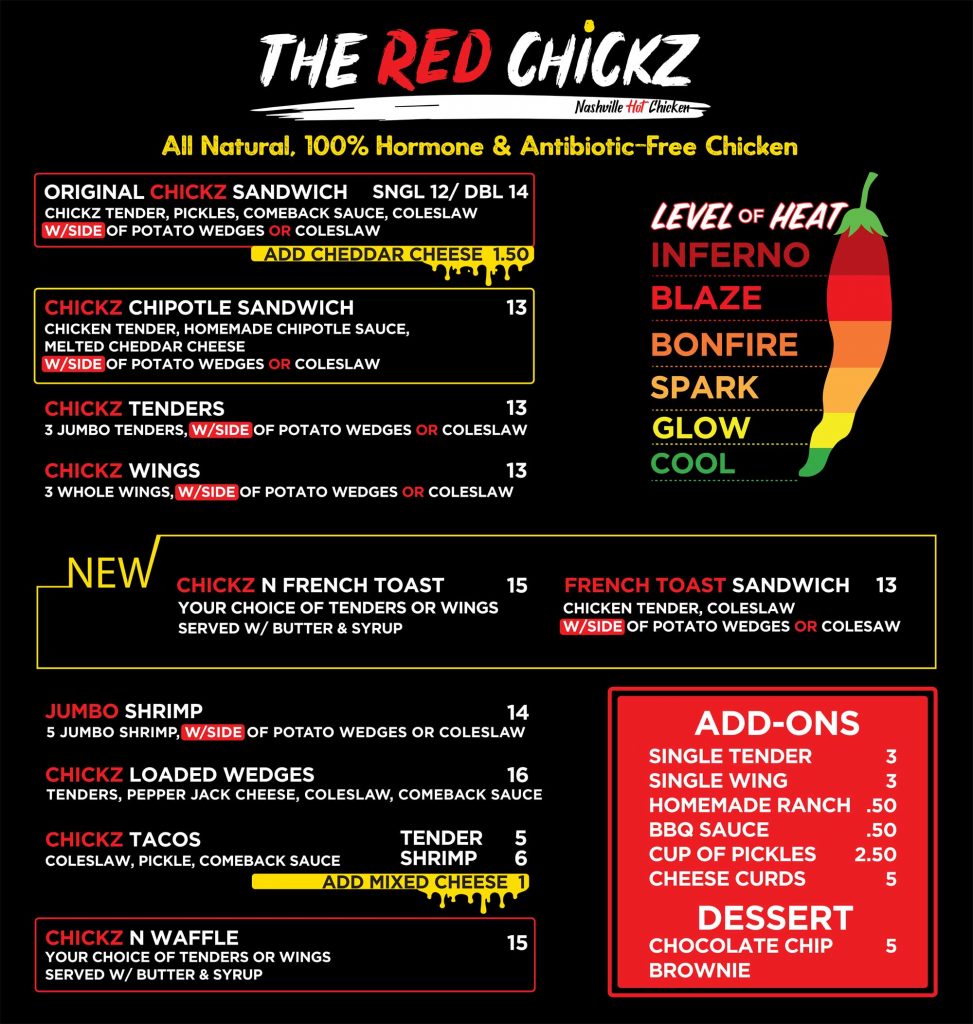 THE RED CHICKZ
Nashville Hot Chicken
All Natural, 100% Hormone & Antibiotic-Free Chicken
ORIGINAL CHICKZ SANDWICH SNGL 12/ DBL 14
CHICKZ TENDER, PICKLES, COMEBACK SAUCE, COLESLAW
W/SIDE OF POTATO WEDGES OR COLESLAW
ADD CHEDDAR CHEESE 1.50
CHICKZ CHIPOTLE SANDWICH 13
CHICKEN TENDER, HOMEMADE CHIPOTLE SAUCE,
MELTED CHEDDAR CHEESE
W/SIDE OF POTATO WEDGES OR COLESLAW
CHICKZ TENDERS 13
3 JUMBO TENDERS, W/SIDE OF POTATO WEDGES OR COLESLAW
CHICKZ WINGS 13
3 WHOLE WINGS, W/SIDE OF POTATO WEDGES OR COLESLAW
LEVEL OF HEAT
INFERNO
BLAZE
BONFIRE
SPARK
GLOW
COOL
NEW
CHICKZ N FRENCH TOAST 15
YOUR CHOICE OF TENDERS OR WINGS
SERVED W/ BUTTER & SYRUP
FRENCH TOAST SANDWICH 13
CHICKEN TENDER, COLESLAW
W/SIDE OF POTATO WEDGES OR COLESAW
JUMBO SHRIMP 14
5 JUMBO SHRIMP, W/SIDE OF POTATO WEDGES OR COLESLAW
CHICKZ LOADED WEDGES 16
TENDERS, PEPPER JACK CHEESE, COLESLAW, COMEBACK SAUCE
CHICKZ TACOS TENDER 5
COLESLAW, PICKLE, COMEBACK SAUCE SHRIMP 6
ADD MIXED CHEESE 1
CHICKZ N WAFFLE 15
YOUR CHOICE OF TENDERS OR WINGS
SERVED W/ BUTTER & SYRUP
ADD-ONS
SINGLE TENDER 3
SINGLE WING 3
HOMEMADE RANCH .50
BBQ SAUCE .50
CUP OF PICKLES 2.50
CHEESE CURDS 5
DESSERT
CHOCOLATE CHIP 5
BROWNIE